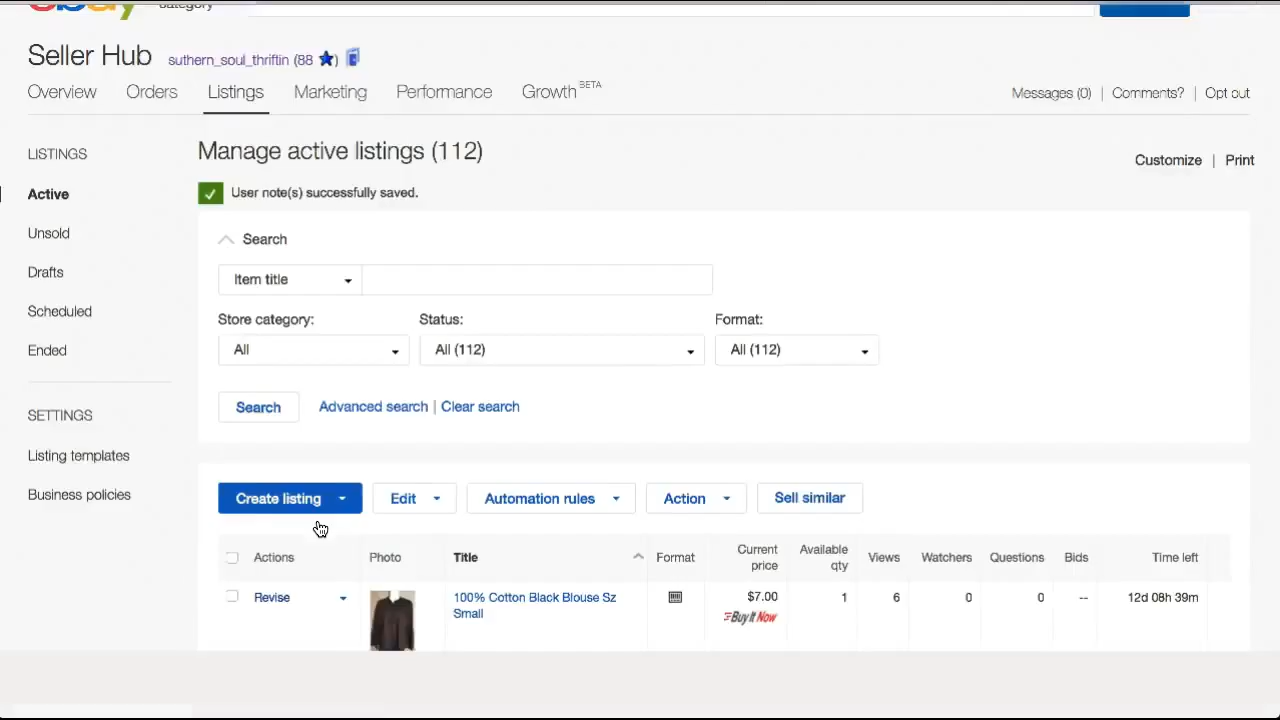 ebay
category
Seller Hub suthern_soul_thriftin (88 ★)
Overview Orders Listings Marketing Performance Growth BETA
Messages (0) | Comments? | Opt out
LISTINGS
Active
Unsold
Drafts
Scheduled
Ended
SETTINGS
Listing templates
Business policies
Manage active listings (112)
Customize | Print
User note(s) successfully saved.
Search
Item title
Store category: Status: Format:
All All (112) All (112)
Search Advanced search | Clear search
Create listing Edit Automation rules Action Sell similar
Actions Photo Title Format Current price Available qty Views Watchers Questions Bids Time left
Revise 100% Cotton Black Blouse Sz $7.00 1 6 0 0 -- 12d 08h 39m
Small Buy It Now